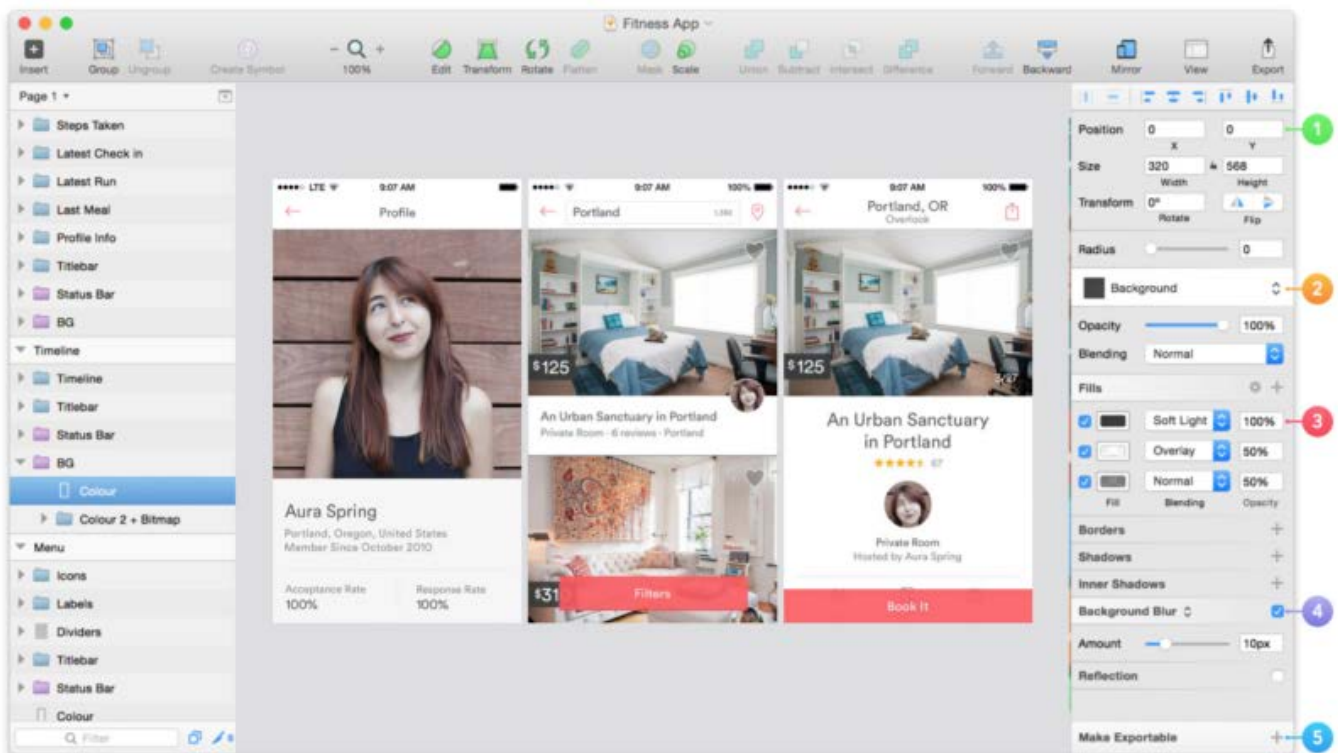 Fitness App
Insert Group Ungroup Create Symbol 100% Edit Transform Rotate Flatten Mask Scale Union Subtract Intersect Difference Forward Backward Mirror View Export
Page 1
Steps Taken
Latest Check in
Latest Run
Last Meal
Profile Info
Titlebar
Status Bar
BG
Timeline
Timeline
Titlebar
Status Bar
BG
Colour
Colour 2 + Bitmap
Menu
Icons
Labels
Dividers
Titlebar
Status Bar
Colour
Filter
LTE 9:07 AM
Profile
Aura Spring
Portland, Oregon, United States
Member Since October 2010
Acceptance Rate Response Rate
100% 100%
9:07 AM 100%
Portland
$125
An Urban Sanctuary in Portland
Private Room · 6 reviews · Portland
$31
Filters
9:07 AM 100%
Portland, OR
Overlook
$125
An Urban Sanctuary
in Portland
67
Private Room
Hosted by Aura Spring
Book It
Position 0 0 1
X Y
Size 320 568
Width Height
Transform 0°
Rotate Flip
Radius 0
Background 2
Opacity 100%
Blending Normal
Fills
Soft Light 100% 3
Overlay 50%
Normal 50%
Fill Blending Opacity
Borders
Shadows
Inner Shadows
Background Blur 4
Amount 10px
Reflection
Make Exportable 5